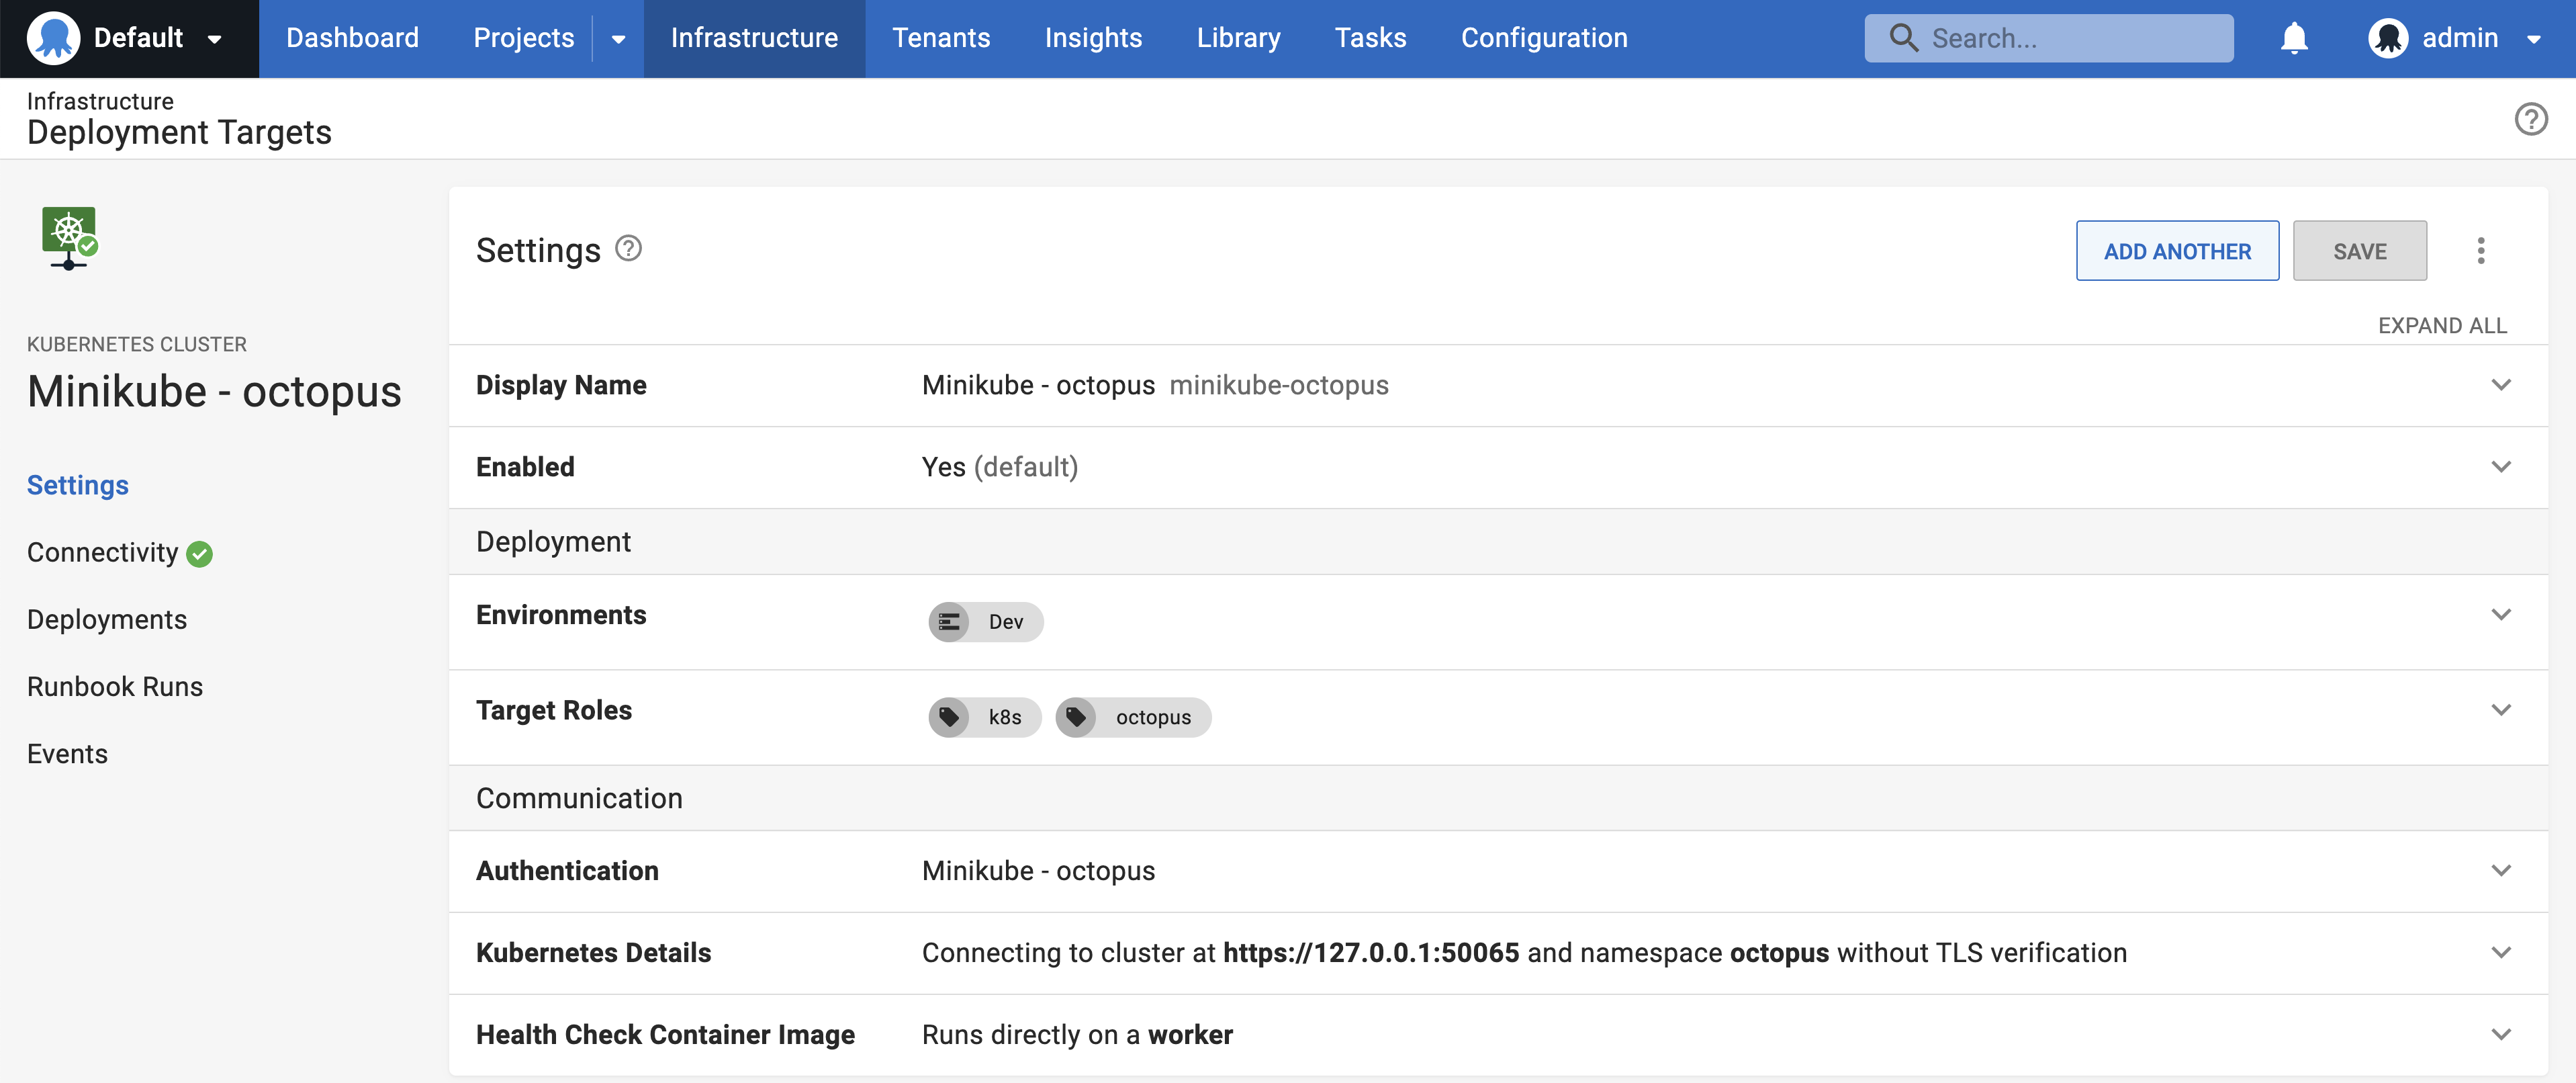 Default Dashboard Projects Infrastructure Tenants Insights Library Tasks Configuration Search... admin
Infrastructure
Deployment Targets
KUBERNETES CLUSTER
Minikube - octopus
Settings
Connectivity
Deployments
Runbook Runs
Events
Settings ADD ANOTHER SAVE
EXPAND ALL
Display Name Minikube - octopus minikube-octopus
Enabled Yes (default)
Deployment
Environments Dev
Target Roles k8s octopus
Communication
Authentication Minikube - octopus
Kubernetes Details Connecting to cluster at https://127.0.0.1:50065 and namespace octopus without TLS verification
Health Check Container Image Runs directly on a worker